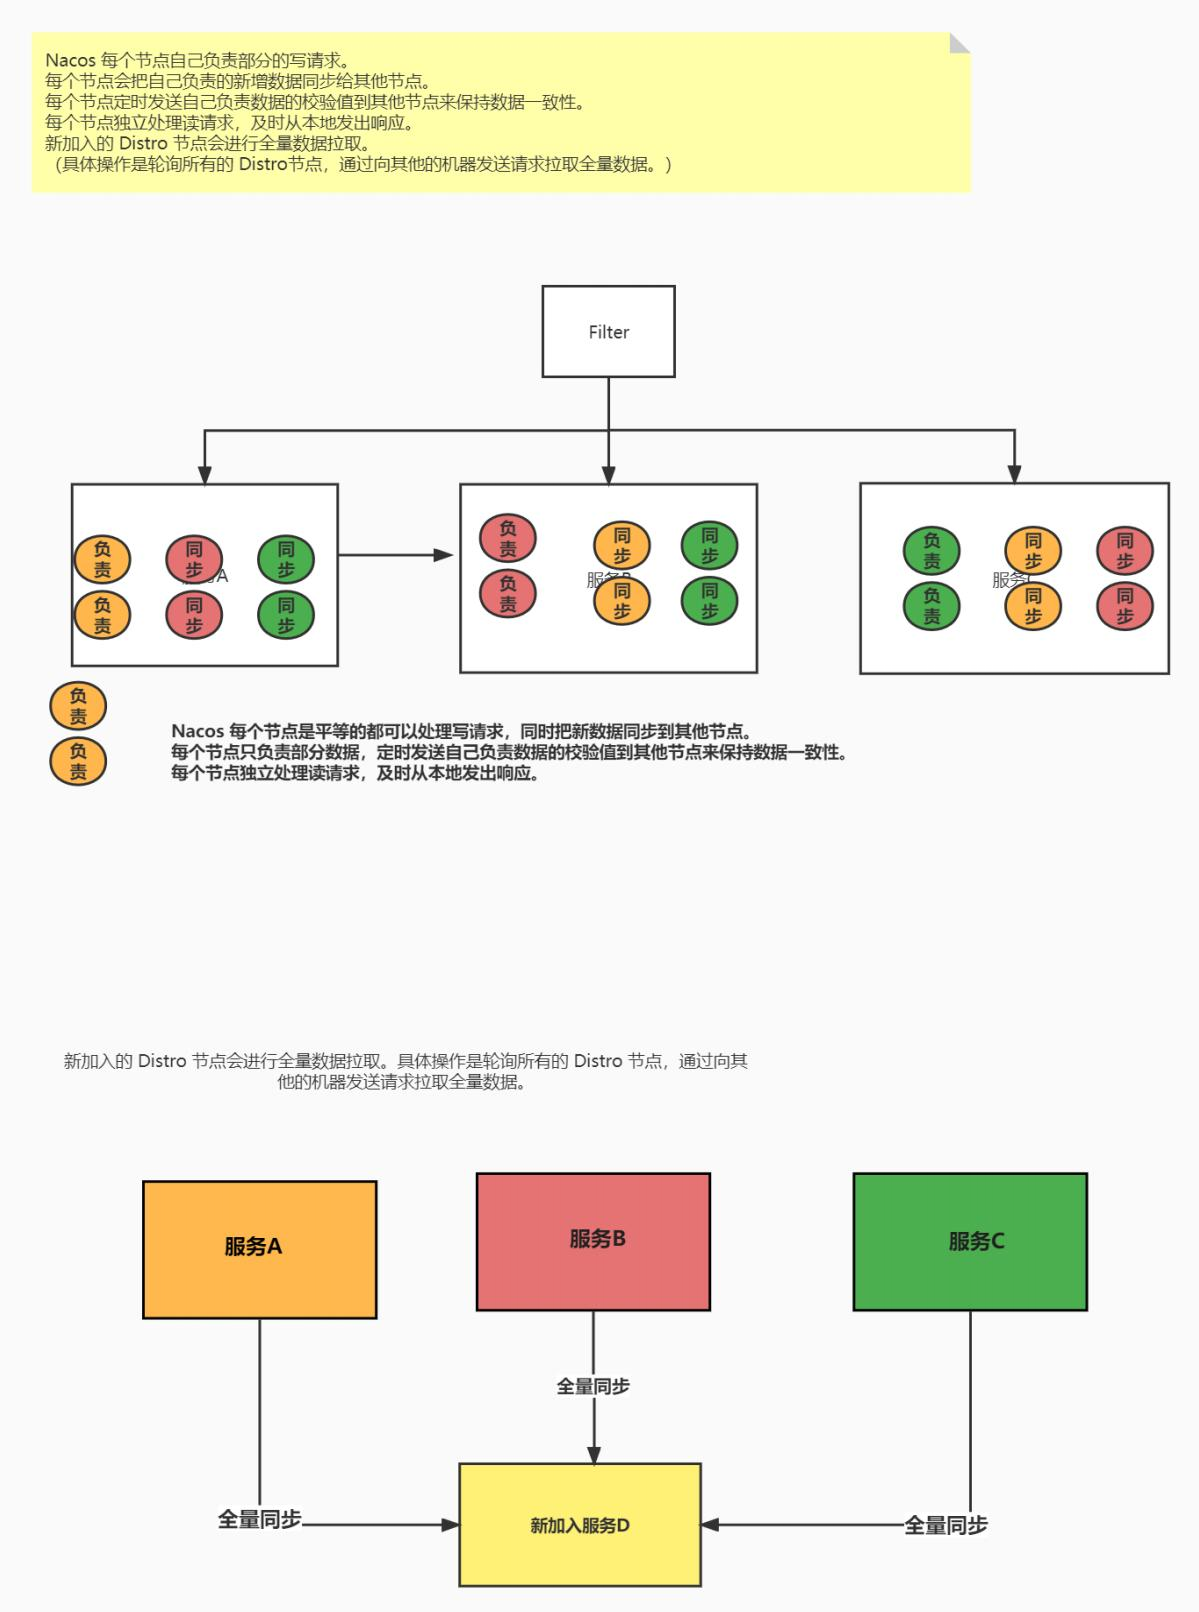 Nacos 每个节点自己负责部分的写请求。
每个节点会把自己负责的新增数据同步给其他节点。
每个节点定时发送自己负责数据的校验值到其他节点来保持数据一致性。
每个节点独立处理读请求，及时从本地发出响应。
新加入的 Distro 节点会进行全量数据拉取。
（具体操作是轮询所有的 Distro节点，通过向其他的机器发送请求拉取全量数据。）
Filter
负责
同步
同步
A
负责
同步
同步
负责
同步
同步
服务
负责
同步
同步
负责
同步
同步
服务
负责
同步
同步
负责
负责
Nacos 每个节点是平等的都可以处理写请求，同时把新数据同步到其他节点。
每个节点只负责部分数据，定时发送自己负责数据的校验值到其他节点来保持数据一致性。
每个节点独立处理读请求，及时从本地发出响应。
新加入的 Distro 节点会进行全量数据拉取。具体操作是轮询所有的 Distro 节点，通过向其
他的机器发送请求拉取全量数据。
服务A
服务B
服务C
全量同步
全量同步
新加入服务D
全量同步